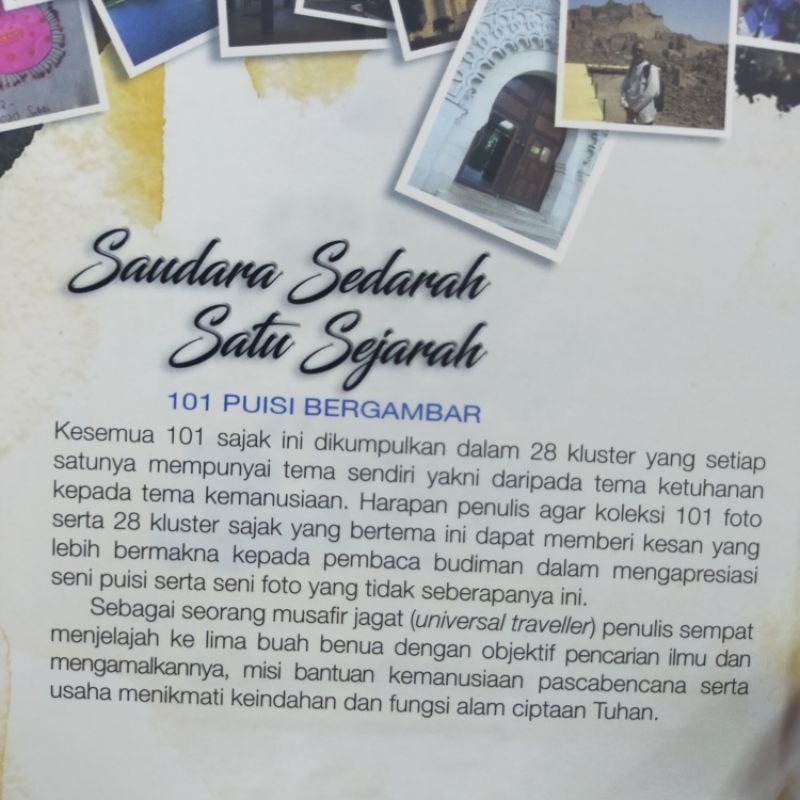 Saudara Sedarah
Satu Sejarah
101 PUISI BERGAMBAR
Kesemua 101 sajak ini dikumpulkan dalam 28 kluster yang setiap
satunya mempunyai tema sendiri yakni daripada tema ketuhanan
kepada tema kemanusiaan. Harapan penulis agar koleksi 101 foto
serta 28 kluster sajak yang bertema ini dapat memberi kesan yang
lebih bermakna kepada pembaca budiman dalam mengapresiasi
seni puisi serta seni foto yang tidak seberapanya ini.
Sebagai seorang musafir jagat (universal traveller) penulis sempat
menjelajah ke lima buah benua dengan objektif pencarian ilmu dan
mengamalkannya, misi bantuan kemanusiaan pascabencana serta
usaha menikmati keindahan dan fungsi alam ciptaan Tuhan.